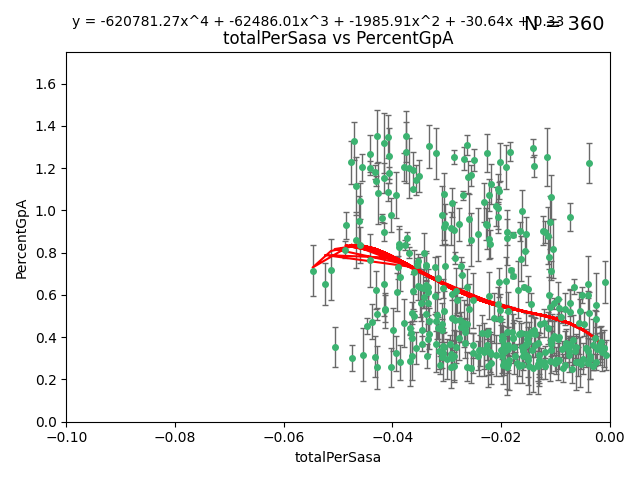 y = -620781.27x^4 + -62486.01x^3 + -1985.91x^2 + -30.64x + 0.33
N = 360
totalPerSasa vs PercentGpA
PercentGpA
1.6
1.4
1.2
1.0
0.8
0.6
0.4
0.2
0.0
−0.10 −0.08 −0.06 −0.04 −0.02 0.00
totalPerSasa